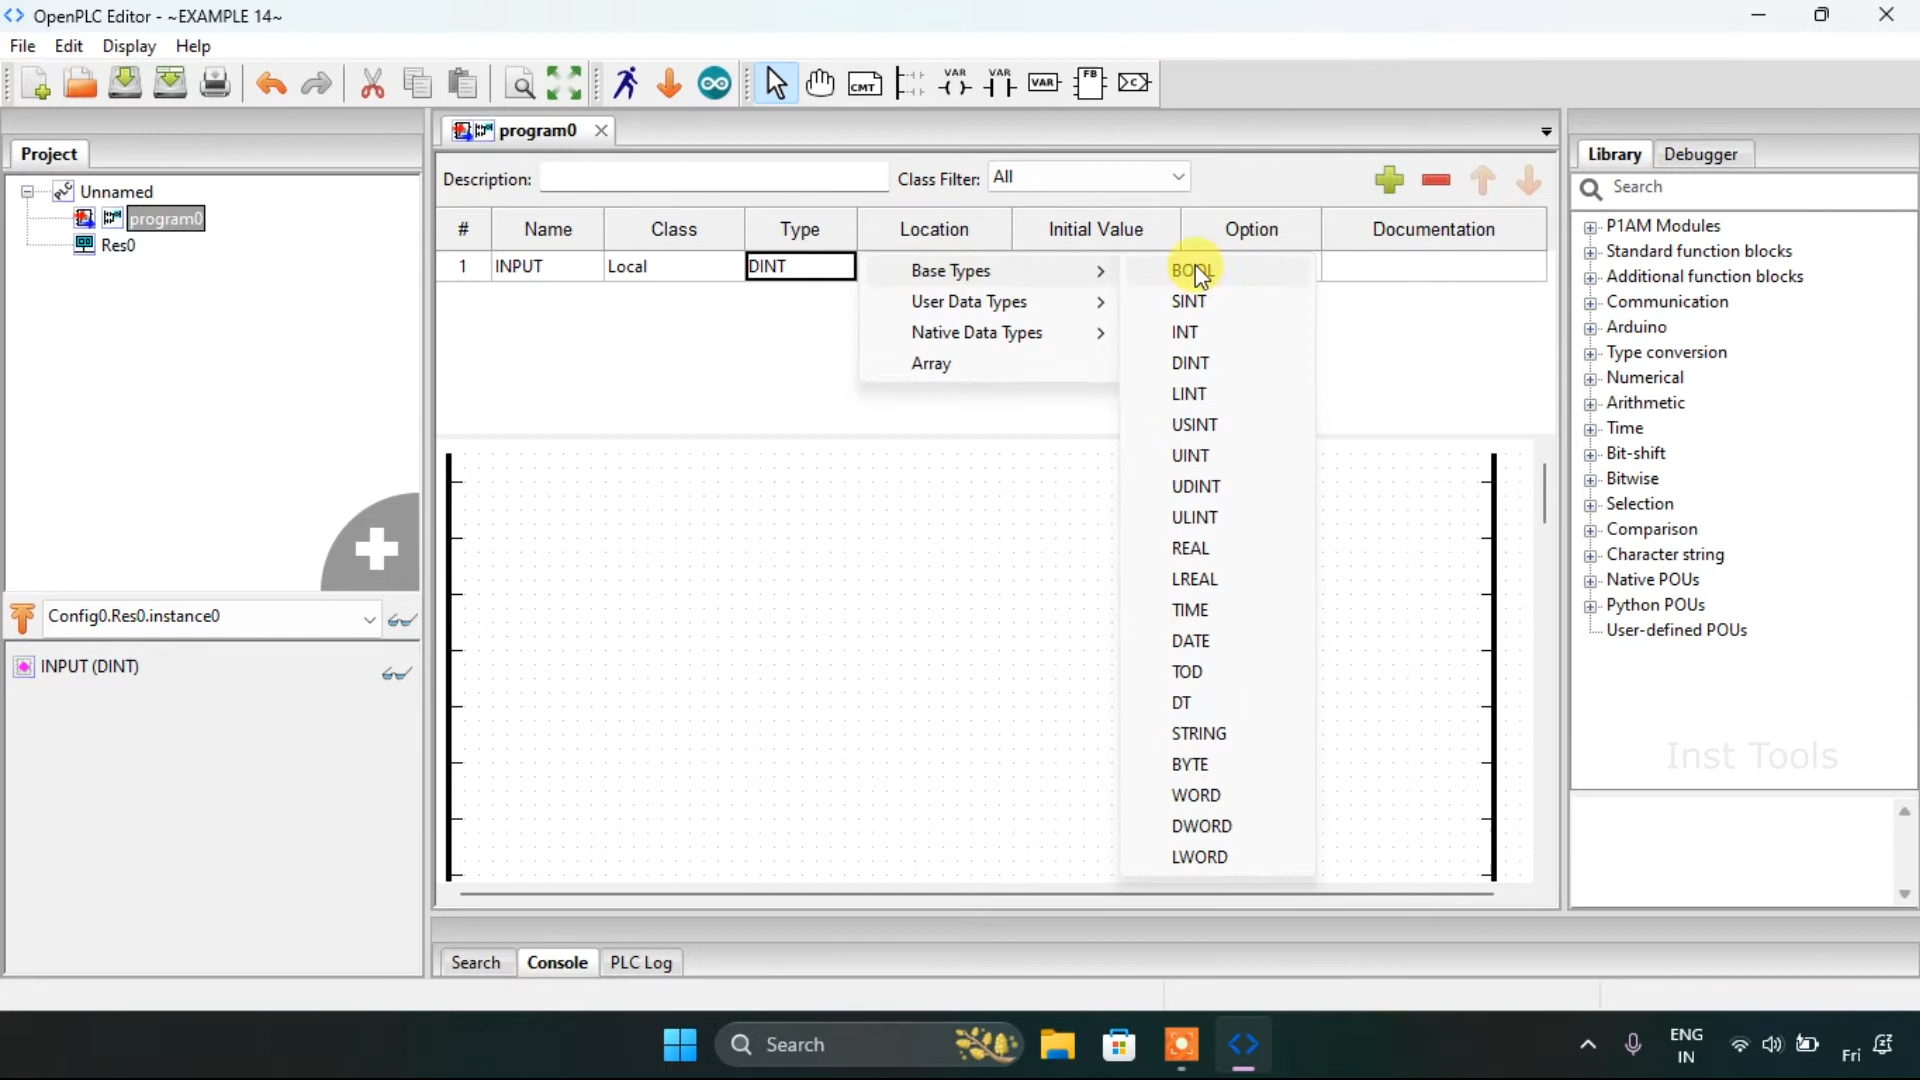 OpenPLC Editor - ~EXAMPLE 14~
File Edit Display Help
CMT VAR VAR VAR FB C
Project
Unnamed
program0
Res0
Config0.Res0.instance0
INPUT (DINT)
program0
Description: Class Filter: All
# Name Class Type Location Initial Value Option Documentation
1 INPUT Local DINT
Base Types
User Data Types
Native Data Types
Array
BOOL
SINT
INT
DINT
LINT
USINT
UINT
UDINT
ULINT
REAL
LREAL
TIME
DATE
TOD
DT
STRING
BYTE
WORD
DWORD
LWORD
Library Debugger
Search
P1AM Modules
Standard function blocks
Additional function blocks
Communication
Arduino
Type conversion
Numerical
Arithmetic
Time
Bit-shift
Bitwise
Selection
Comparison
Character string
Native POUs
Python POUs
User-defined POUs
Inst Tools
Search Console PLC Log
Search
ENG
IN
Fri